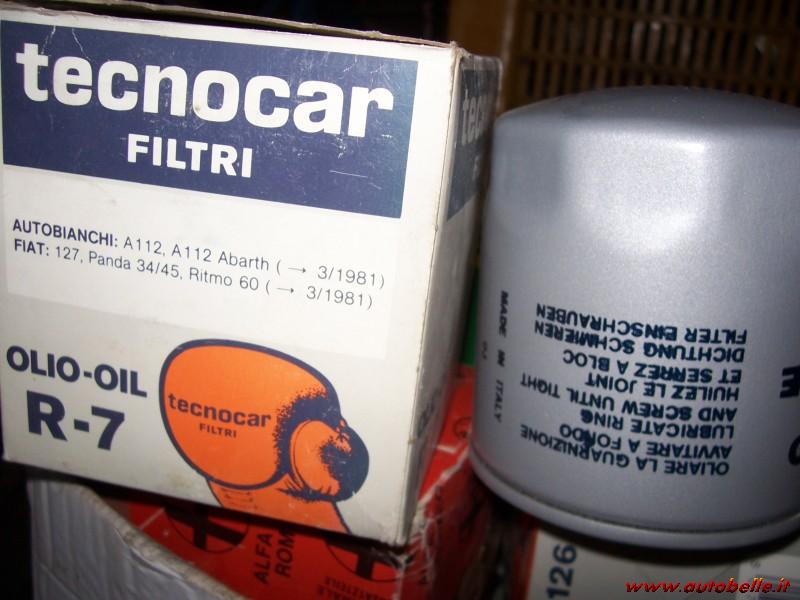 tecnocar
FILTRI
AUTOBIANCHI: A112, A112 Abarth ( → 3/1981)
FIAT: 127, Panda 34/45, Ritmo 60 ( → 3/1981)
OLIO-OIL
R-7
tecnocar
FILTRI
OLIARE LA GUARNIZIONE
AVVITARE A FONDO
LUBRICATE RING
AND SCREW UNTIL TIGHT
HUILEZ LE JOINT
ET SERREZ A BLOC
DICHTUNG SCHMIEREN
FILTER EINSCHRAUBEN
MADE IN ITALY
ALFA
ROM
126
www.autobelle.it